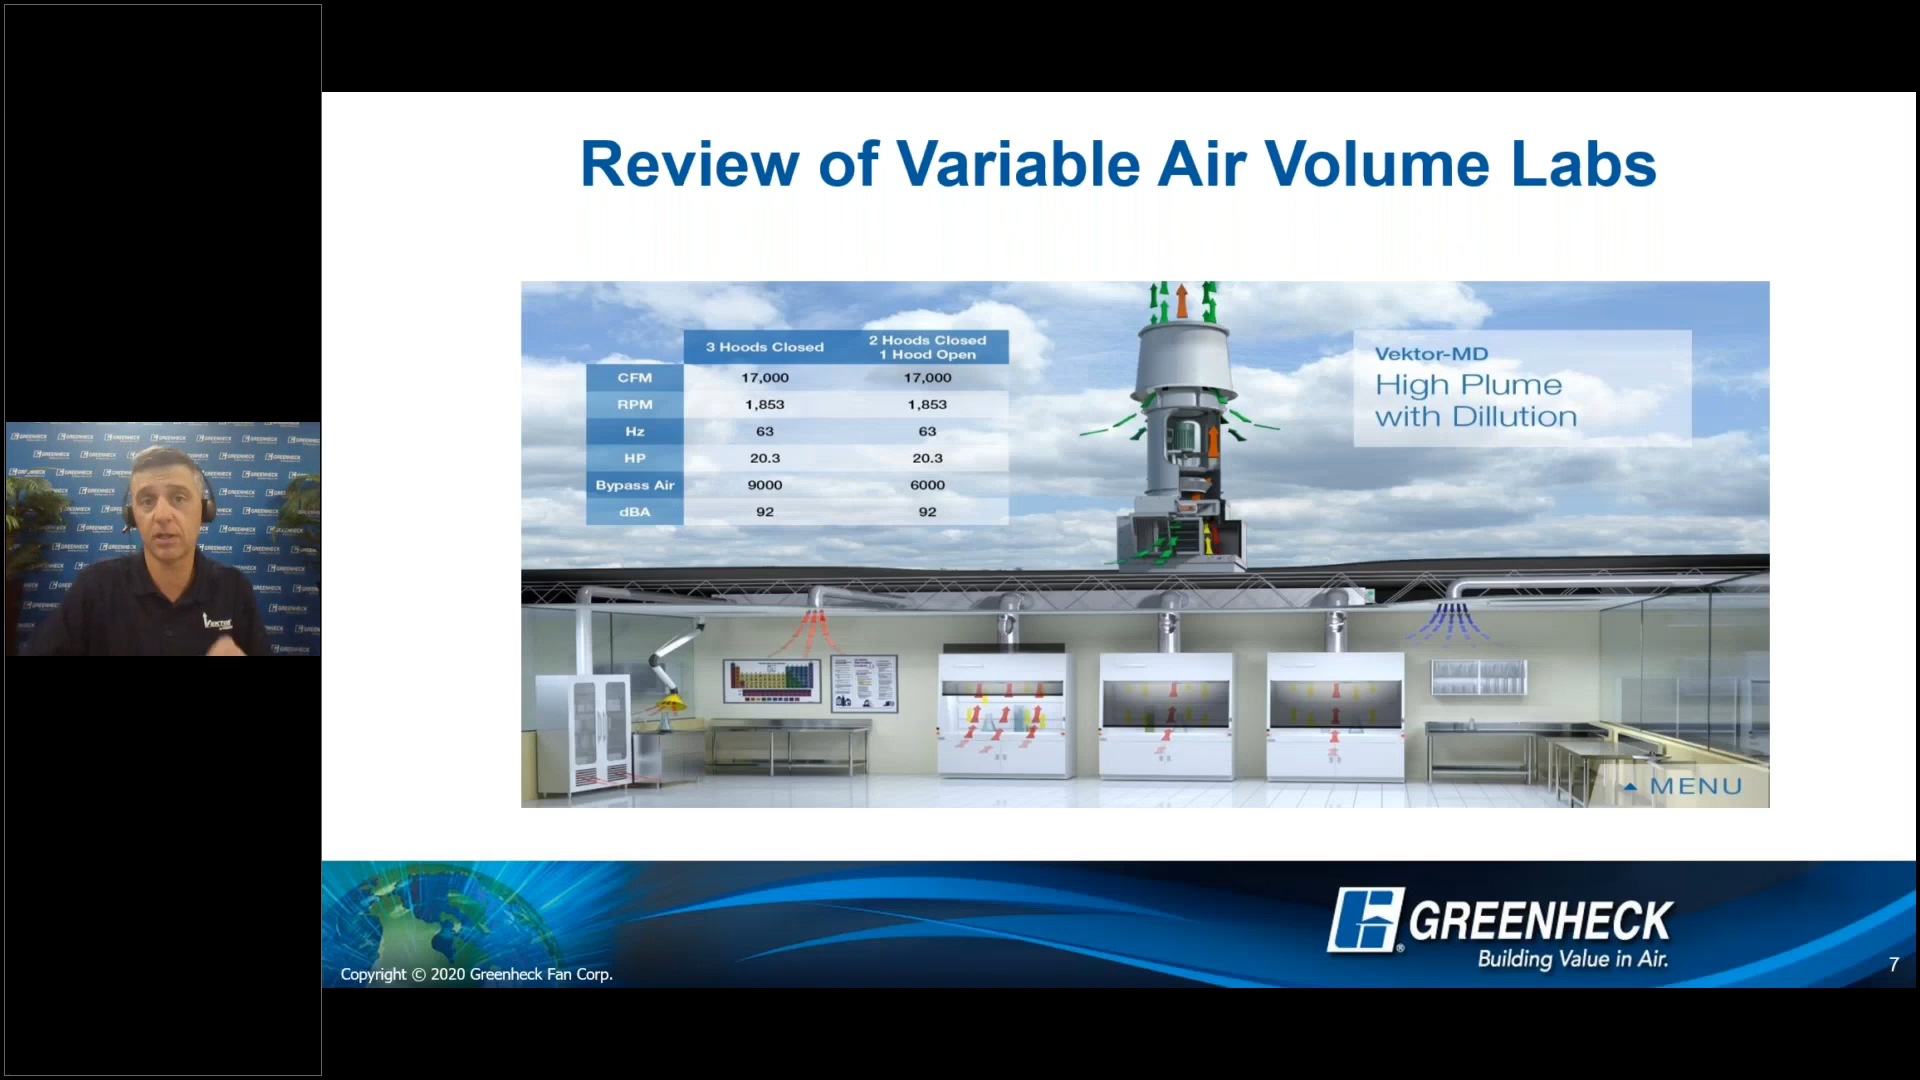 Review of Variable Air Volume Labs
3 Hoods Closed
2 Hoods Closed
1 Hood Open
CFM 17,000 17,000
RPM 1,853 1,853
Hz 63 63
HP 20.3 20.3
Bypass Air 9000 6000
dBA 92 92
Vektor-MD
High Plume
with Dillution
MENU
GREENHECK
Building Value in Air.
Copyright © 2020 Greenheck Fan Corp.
7
GREENHECK
VEKTOR